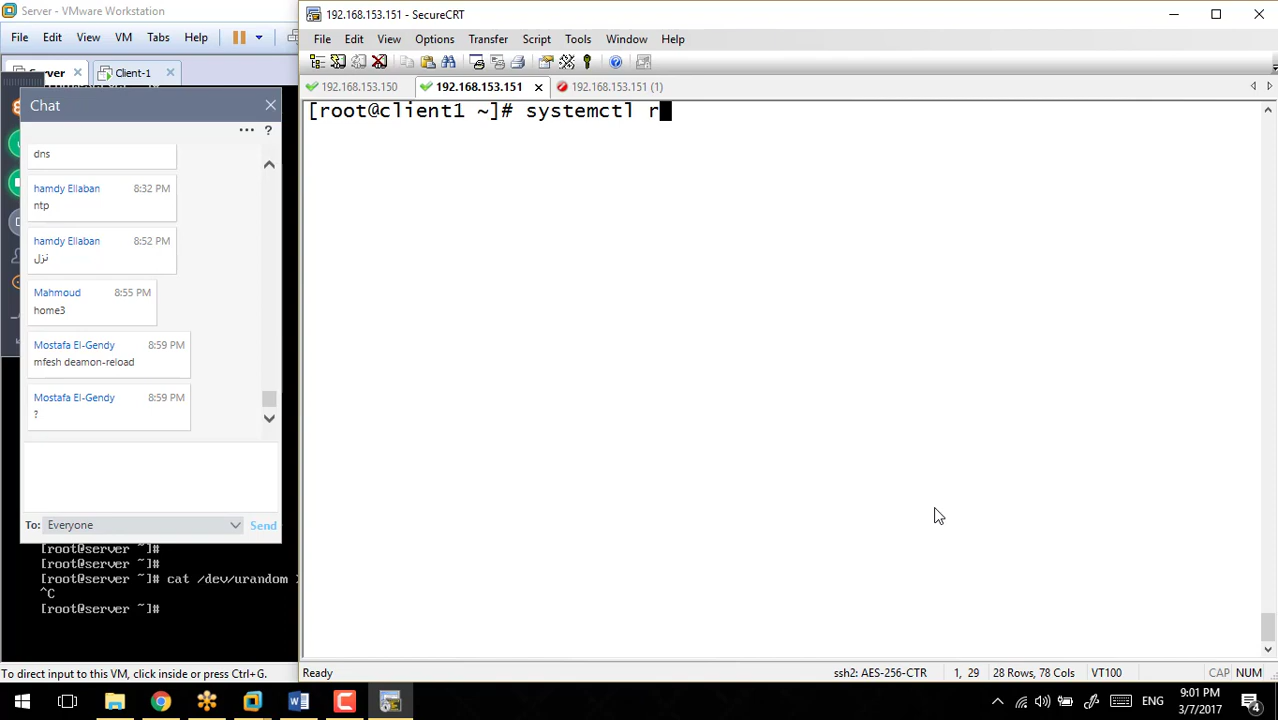 Server - VMware Workstation
File Edit View VM Tabs Help
Server Client-1
Chat
dns
hamdy Ellaban 8:32 PM
ntp
hamdy Ellaban 8:52 PM
نزل
Mahmoud 8:55 PM
home3
Mostafa El-Gendy 8:59 PM
mfesh deamon-reload
Mostafa El-Gendy 8:59 PM
?
To: Everyone Send
[root@server ~]#
[root@server ~]#
[root@server ~]# cat /dev/urandom
^C
[root@server ~]#
To direct input to this VM, click inside or press Ctrl+G.
192.168.153.151 - SecureCRT
File Edit View Options Transfer Script Tools Window Help
192.168.153.150 192.168.153.151 192.168.153.151 (1)
[root@client1 ~]# systemctl r
Ready ssh2: AES-256-CTR 1, 29 28 Rows, 78 Cols VT100 CAP NUM
ENG
9:01 PM
3/7/2017
4